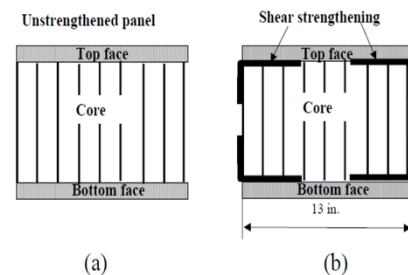 Unstrengthened panel
Top face
Core
Bottom face
(a)
Shear strengthening
Top face
Core
Bottom face
13 in.
(b)